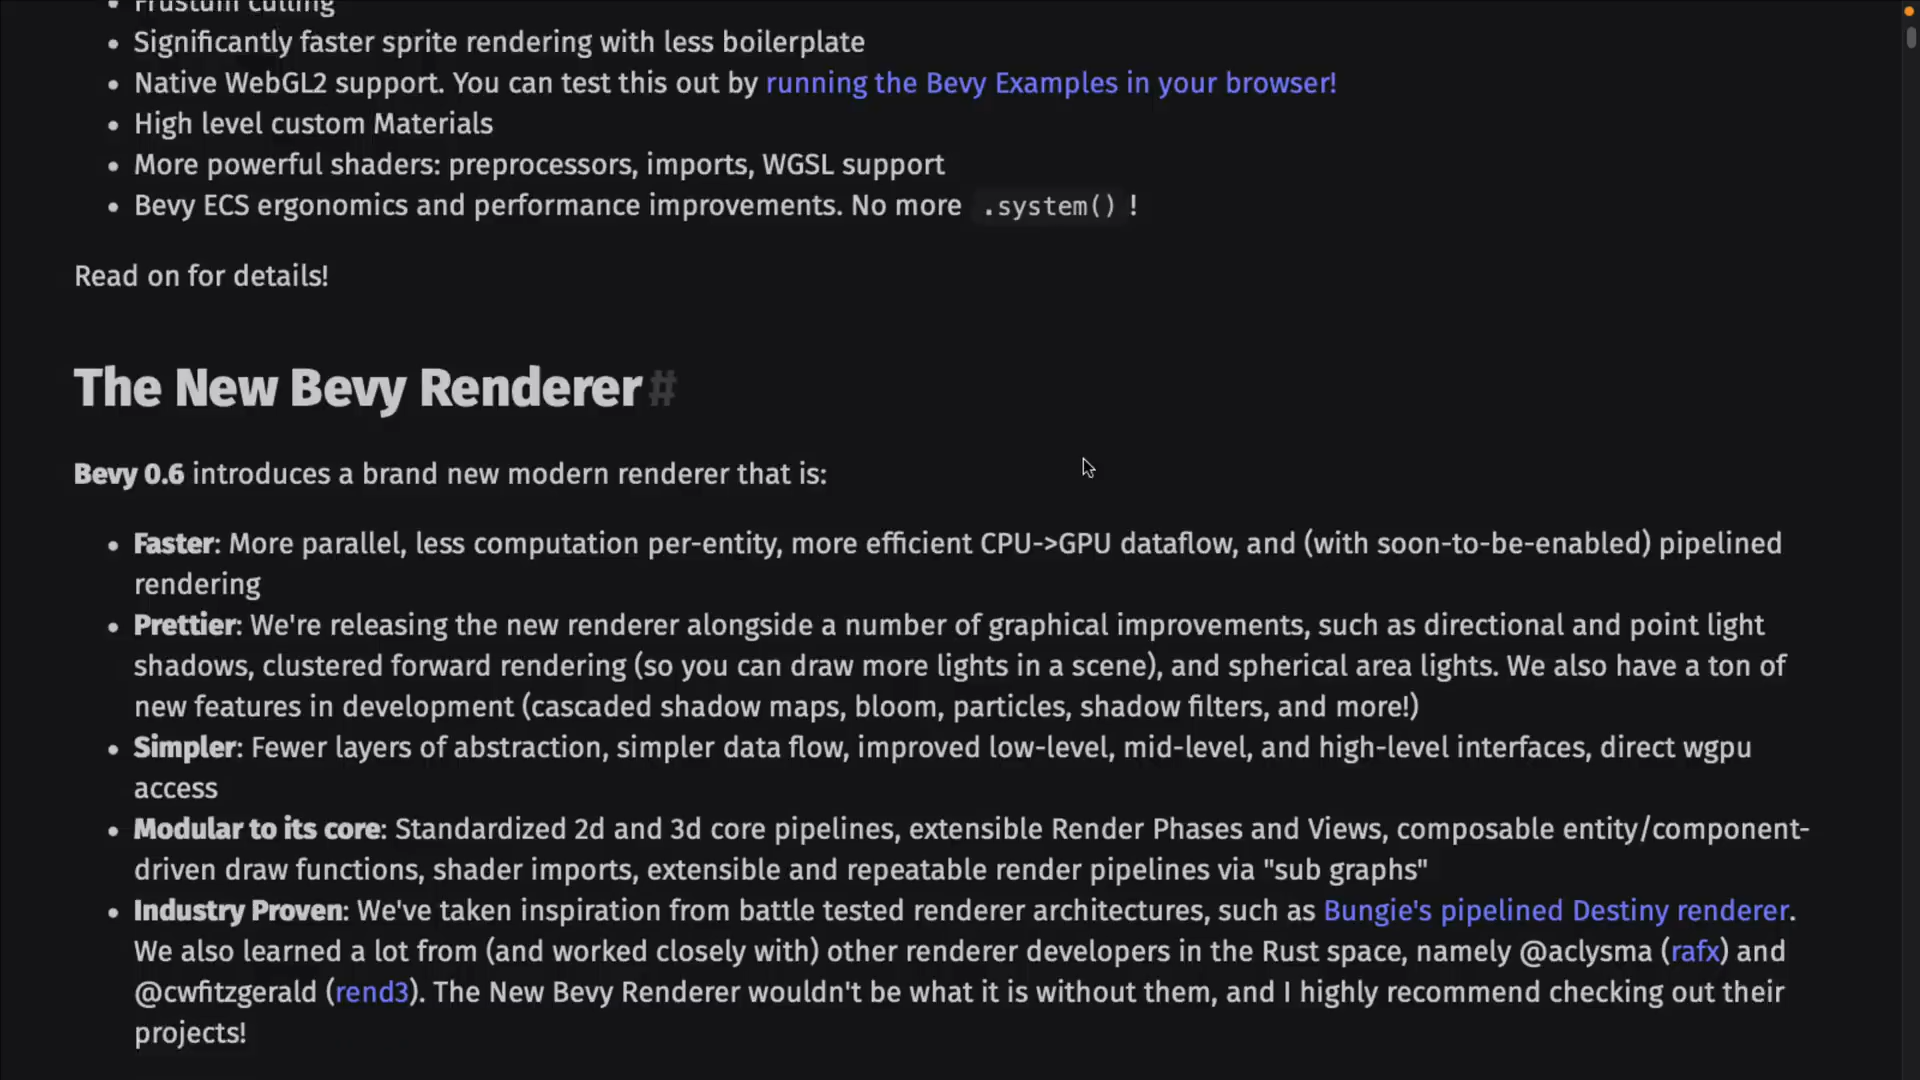 • Frustum culling
• Significantly faster sprite rendering with less boilerplate
• Native WebGL2 support. You can test this out by running the Bevy Examples in your browser!
• High level custom Materials
• More powerful shaders: preprocessors, imports, WGSL support
• Bevy ECS ergonomics and performance improvements. No more .system() !
Read on for details!
The New Bevy Renderer#
Bevy 0.6 introduces a brand new modern renderer that is:
• Faster: More parallel, less computation per-entity, more efficient CPU->GPU dataflow, and (with soon-to-be-enabled) pipelined
rendering
• Prettier: We're releasing the new renderer alongside a number of graphical improvements, such as directional and point light
shadows, clustered forward rendering (so you can draw more lights in a scene), and spherical area lights. We also have a ton of
new features in development (cascaded shadow maps, bloom, particles, shadow filters, and more!)
• Simpler: Fewer layers of abstraction, simpler data flow, improved low-level, mid-level, and high-level interfaces, direct wgpu
access
• Modular to its core: Standardized 2d and 3d core pipelines, extensible Render Phases and Views, composable entity/component-
driven draw functions, shader imports, extensible and repeatable render pipelines via "sub graphs"
• Industry Proven: We've taken inspiration from battle tested renderer architectures, such as Bungie's pipelined Destiny renderer.
We also learned a lot from (and worked closely with) other renderer developers in the Rust space, namely @aclysma (rafx) and
@cwfitzgerald (rend3). The New Bevy Renderer wouldn't be what it is without them, and I highly recommend checking out their
projects!